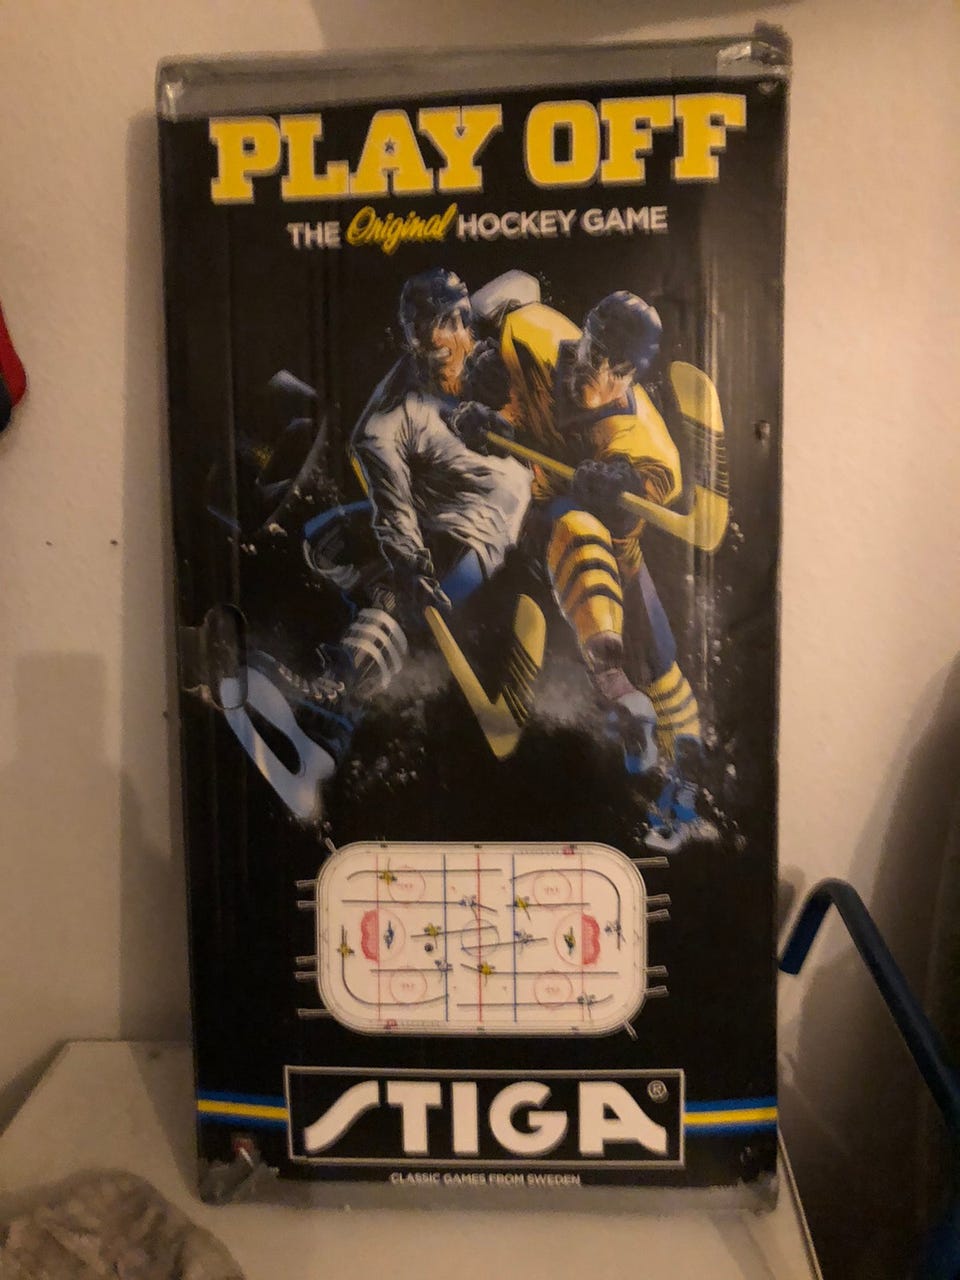 PLAY OFF
THE Original HOCKEY GAME
STIGA®
CLASSIC GAMES FROM SWEDEN